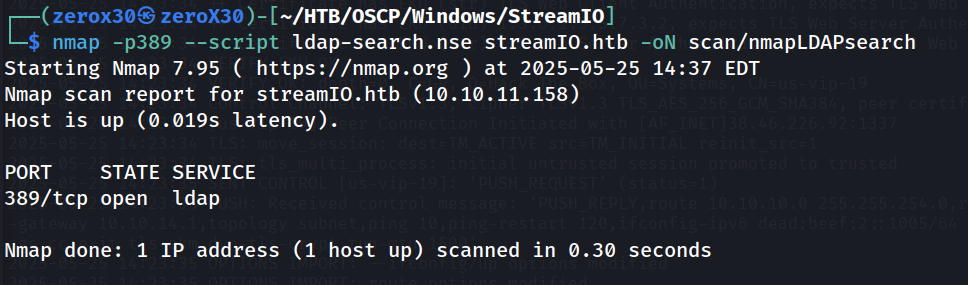 ┌──(zerox30㉿zeroX30)-[~/HTB/OSCP/Windows/StreamIO]
└─$ nmap -p389 --script ldap-search.nse streamIO.htb -oN scan/nmapLDAPsearch
Starting Nmap 7.95 ( https://nmap.org ) at 2025-05-25 14:37 EDT
Nmap scan report for streamIO.htb (10.10.11.158)
Host is up (0.019s latency).
PORT    STATE SERVICE
389/tcp open  ldap
Nmap done: 1 IP address (1 host up) scanned in 0.30 seconds